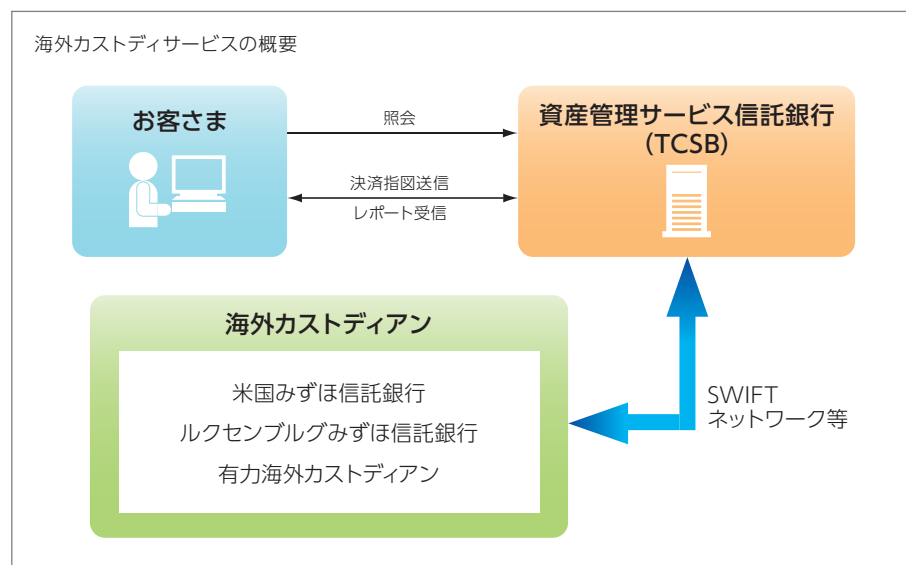 海外カストディサービスの概要
お客さま
照会
資産管理サービス信託銀行
(TCSB)
決済指図送信
レポート受信
海外カストディアン
米国みずほ信託銀行
ルクセンブルグみずほ信託銀行
有力海外カストディアン
SWIFT
ネットワーク等